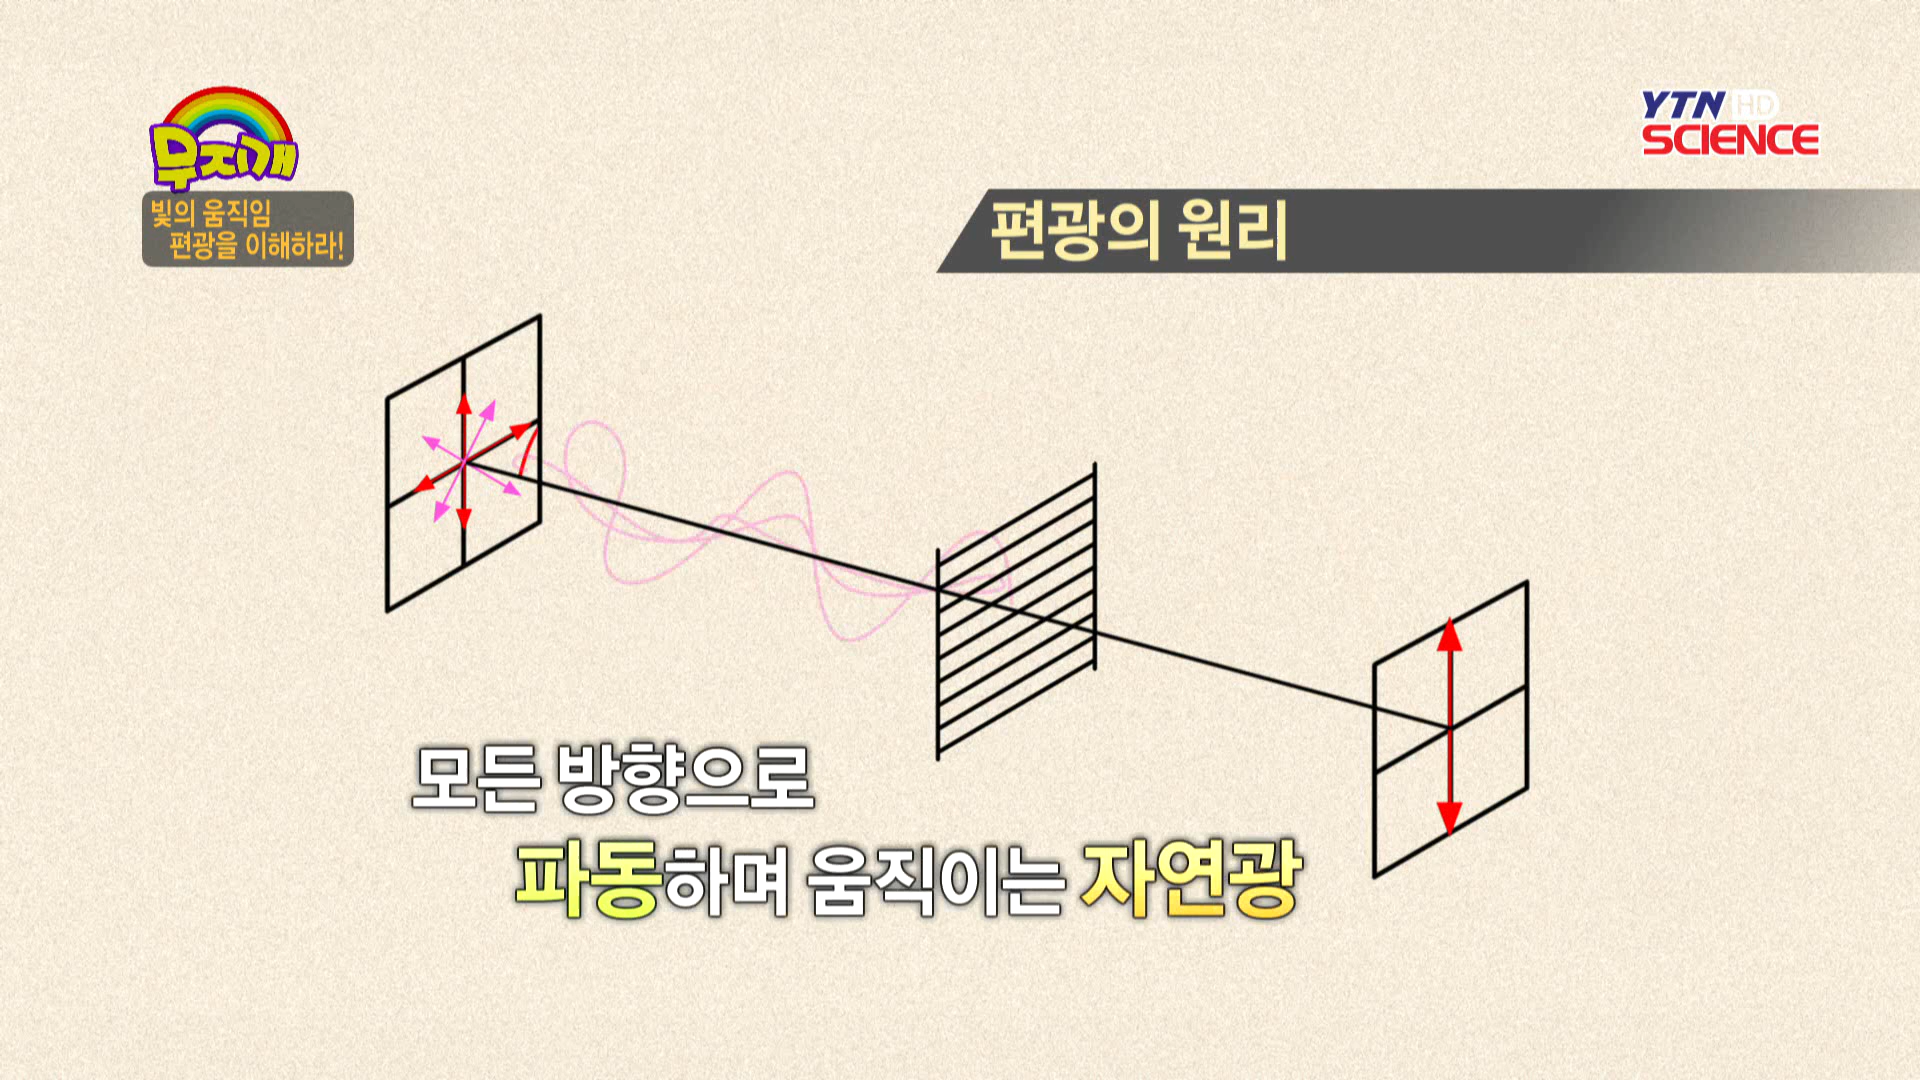 무지개
빛의 움직임
편광을 이해하라!
YTN HD
SCIENCE
편광의 원리
모든 방향으로
파동하며 움직이는 자연광